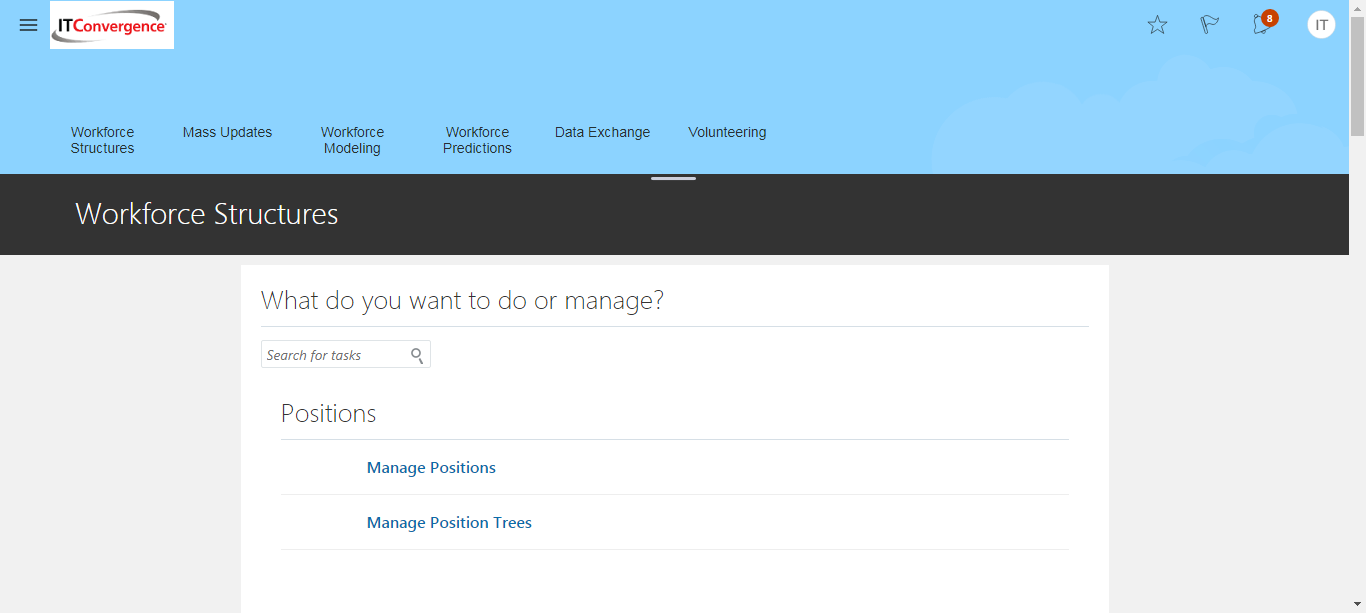 ITConvergence
8
IT
Workforce
Structures
Mass Updates
Workforce
Modeling
Workforce
Predictions
Data Exchange
Volunteering
Workforce Structures
What do you want to do or manage?
Search for tasks
Positions
Manage Positions
Manage Position Trees